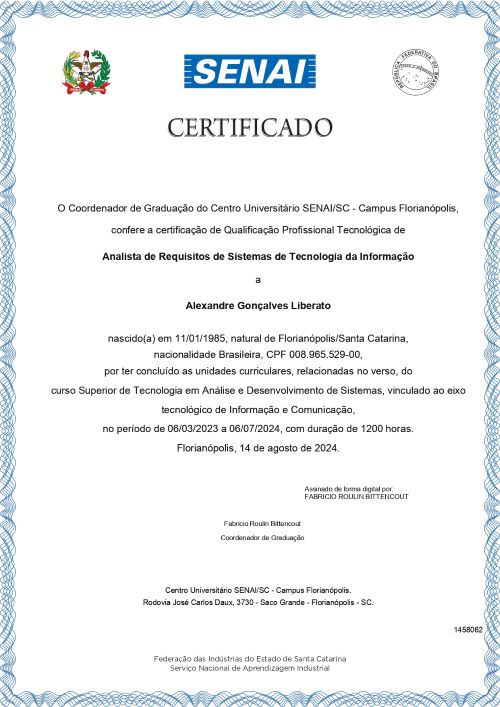 SENAI
REPÚBLICA FEDERATIVA DO BRASIL
CERTIFICADO
O Coordenador de Graduação do Centro Universitário SENAI/SC - Campus Florianópolis,
confere a certificação de Qualificação Profissional Tecnológica de
Analista de Requisitos de Sistemas de Tecnologia da Informação
a
Alexandre Gonçalves Liberato
nascido(a) em 11/01/1985, natural de Florianópolis/Santa Catarina,
nacionalidade Brasileira, CPF 008.965.529-00,
por ter concluído as unidades curriculares, relacionadas no verso, do
curso Superior de Tecnologia em Análise e Desenvolvimento de Sistemas, vinculado ao eixo
tecnológico de Informação e Comunicação,
no período de 06/03/2023 a 06/07/2024, com duração de 1200 horas.
Florianópolis, 14 de agosto de 2024.
Assinado de forma digital por:
FABRICIO ROULIN BITTENCOUT
Fabricio Roulin Bittencout
Coordenador de Graduação
Centro Universitário SENAI/SC - Campus Florianópolis.
Rodovia José Carlos Daux, 3730 - Saco Grande - Florianópolis - SC.
1458062
Federação das Indústrias do Estado de Santa Catarina
Serviço Nacional de Aprendizagem Industrial